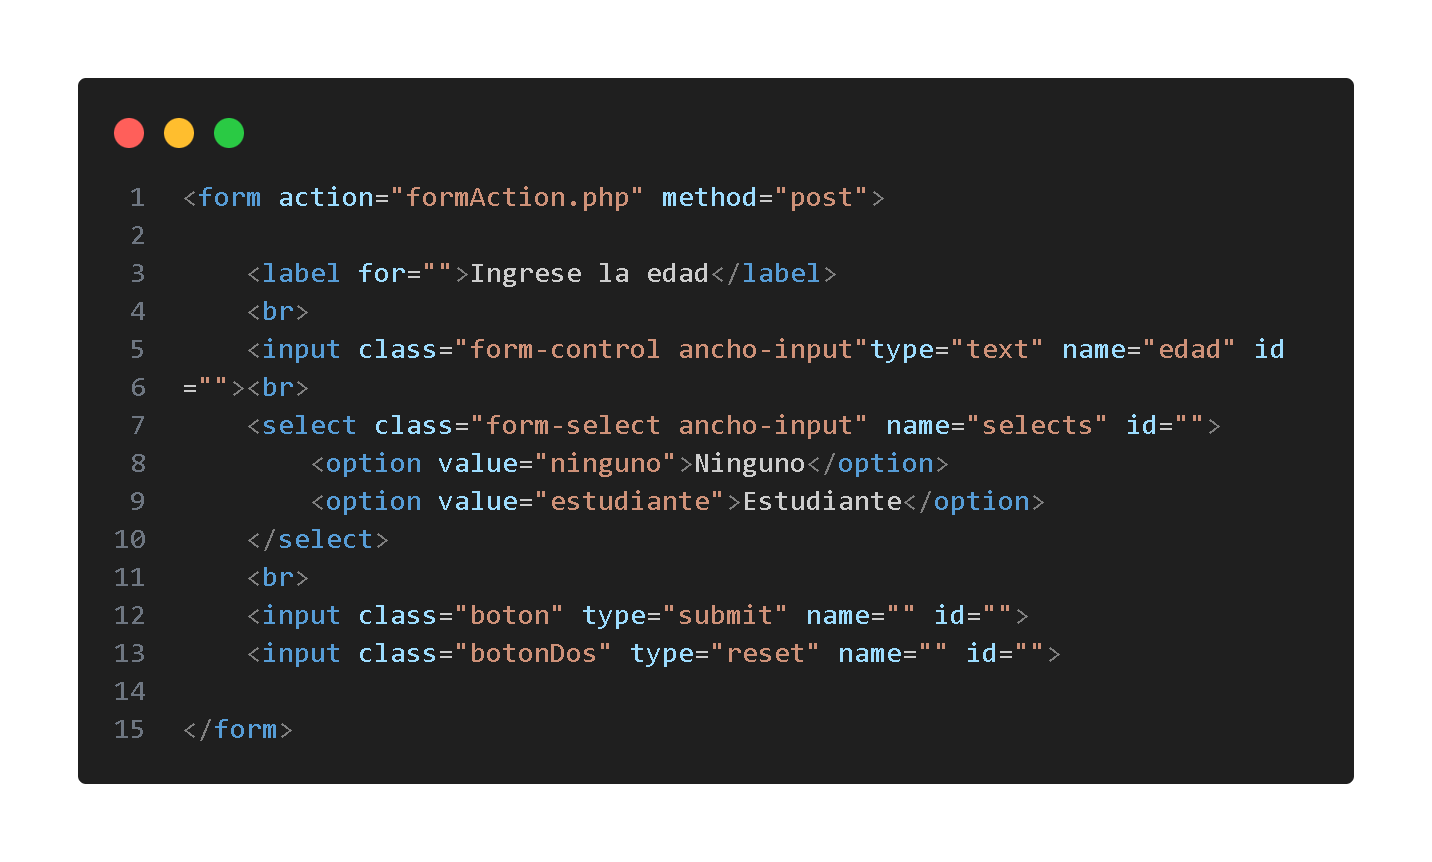 1 <form action="formAction.php" method="post">
2
3     <label for="">Ingrese la edad</label>
4     <br>
5     <input class="form-control ancho-input"type="text" name="edad" id
6 =""><br>
7     <select class="form-select ancho-input" name="selects" id="">
8         <option value="ninguno">Ninguno</option>
9         <option value="estudiante">Estudiante</option>
10     </select>
11     <br>
12     <input class="boton" type="submit" name="" id="">
13     <input class="botonDos" type="reset" name="" id="">
14
15 </form>